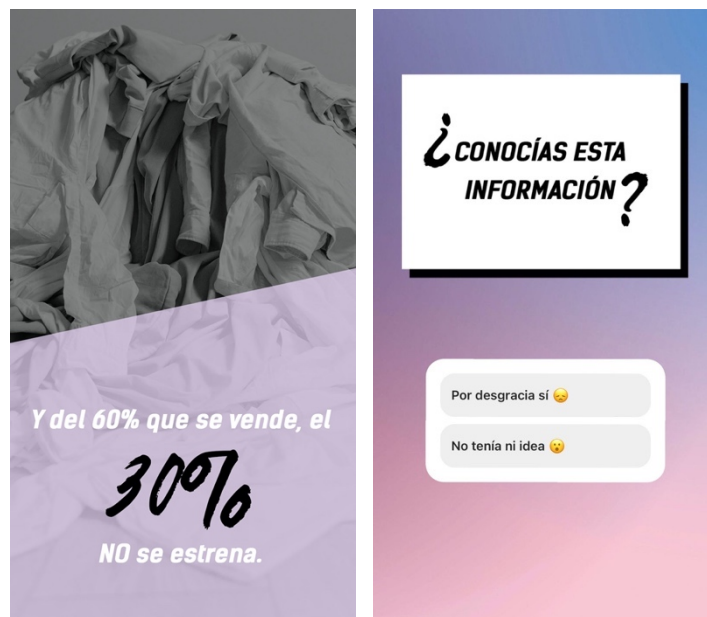 Y del 60% que se vende, el
30%
NO se estrena.
¿CONOCÍAS ESTA
INFORMACIÓN?
Por desgracia sí 😞
No tenía ni idea 😮